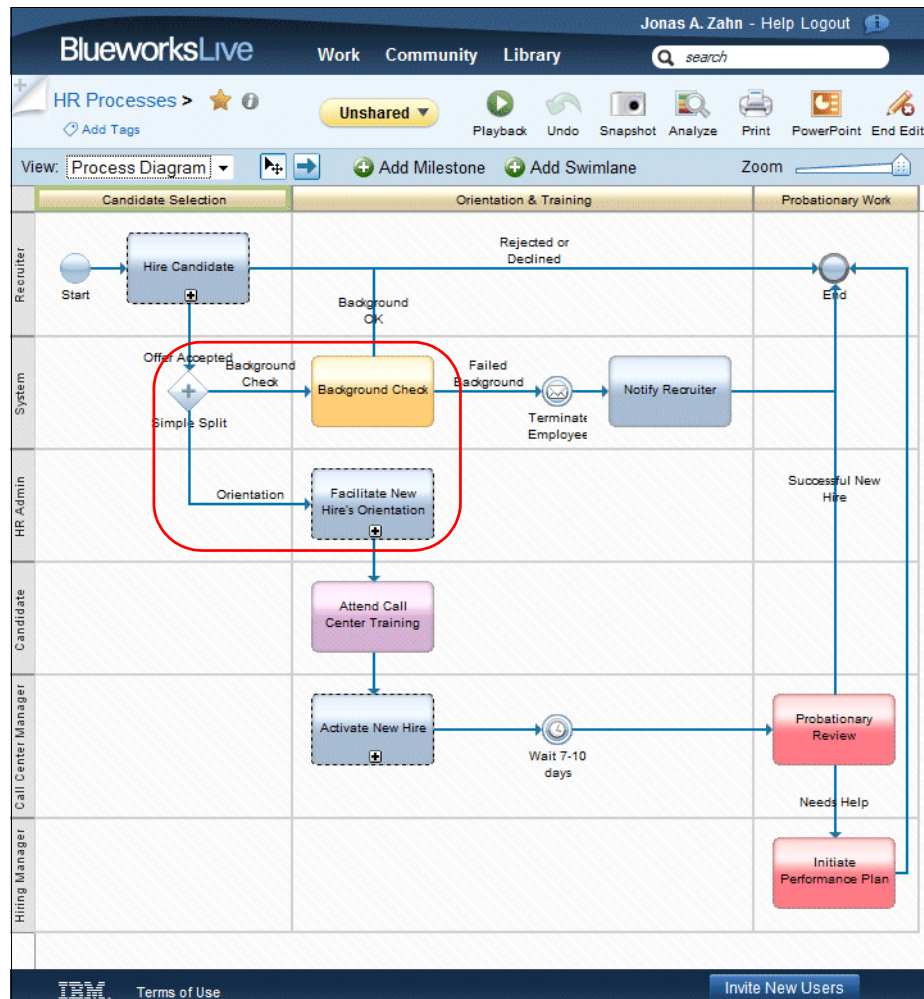 Jonas A. Zahn - Help Logout
BlueworksLive
Work Community Library
search
HR Processes >
Add Tags
Unshared
Playback Undo Snapshot Analyze Print PowerPoint End Edit
View: Process Diagram
Add Milestone Add Swimlane
Zoom
Candidate Selection
Orientation & Training
Probationary Work
Recruiter
Start
Hire Candidate
Rejected or
Declined
End
Background
OK
System
Offer Accepted
Background
Check
Simple Split
Background Check
Failed
Background
Terminate
Employee
Notify Recruiter
HR Admin
Orientation
Facilitate New
Hire's Orientation
Successful New
Hire
Candidate
Attend Call
Center Training
Call Center Manager
Activate New Hire
Wait 7-10
days
Probationary
Review
Needs Help
Hiring Manager
Initiate
Performance Plan
IBM.
Terms of Use
Invite New Users